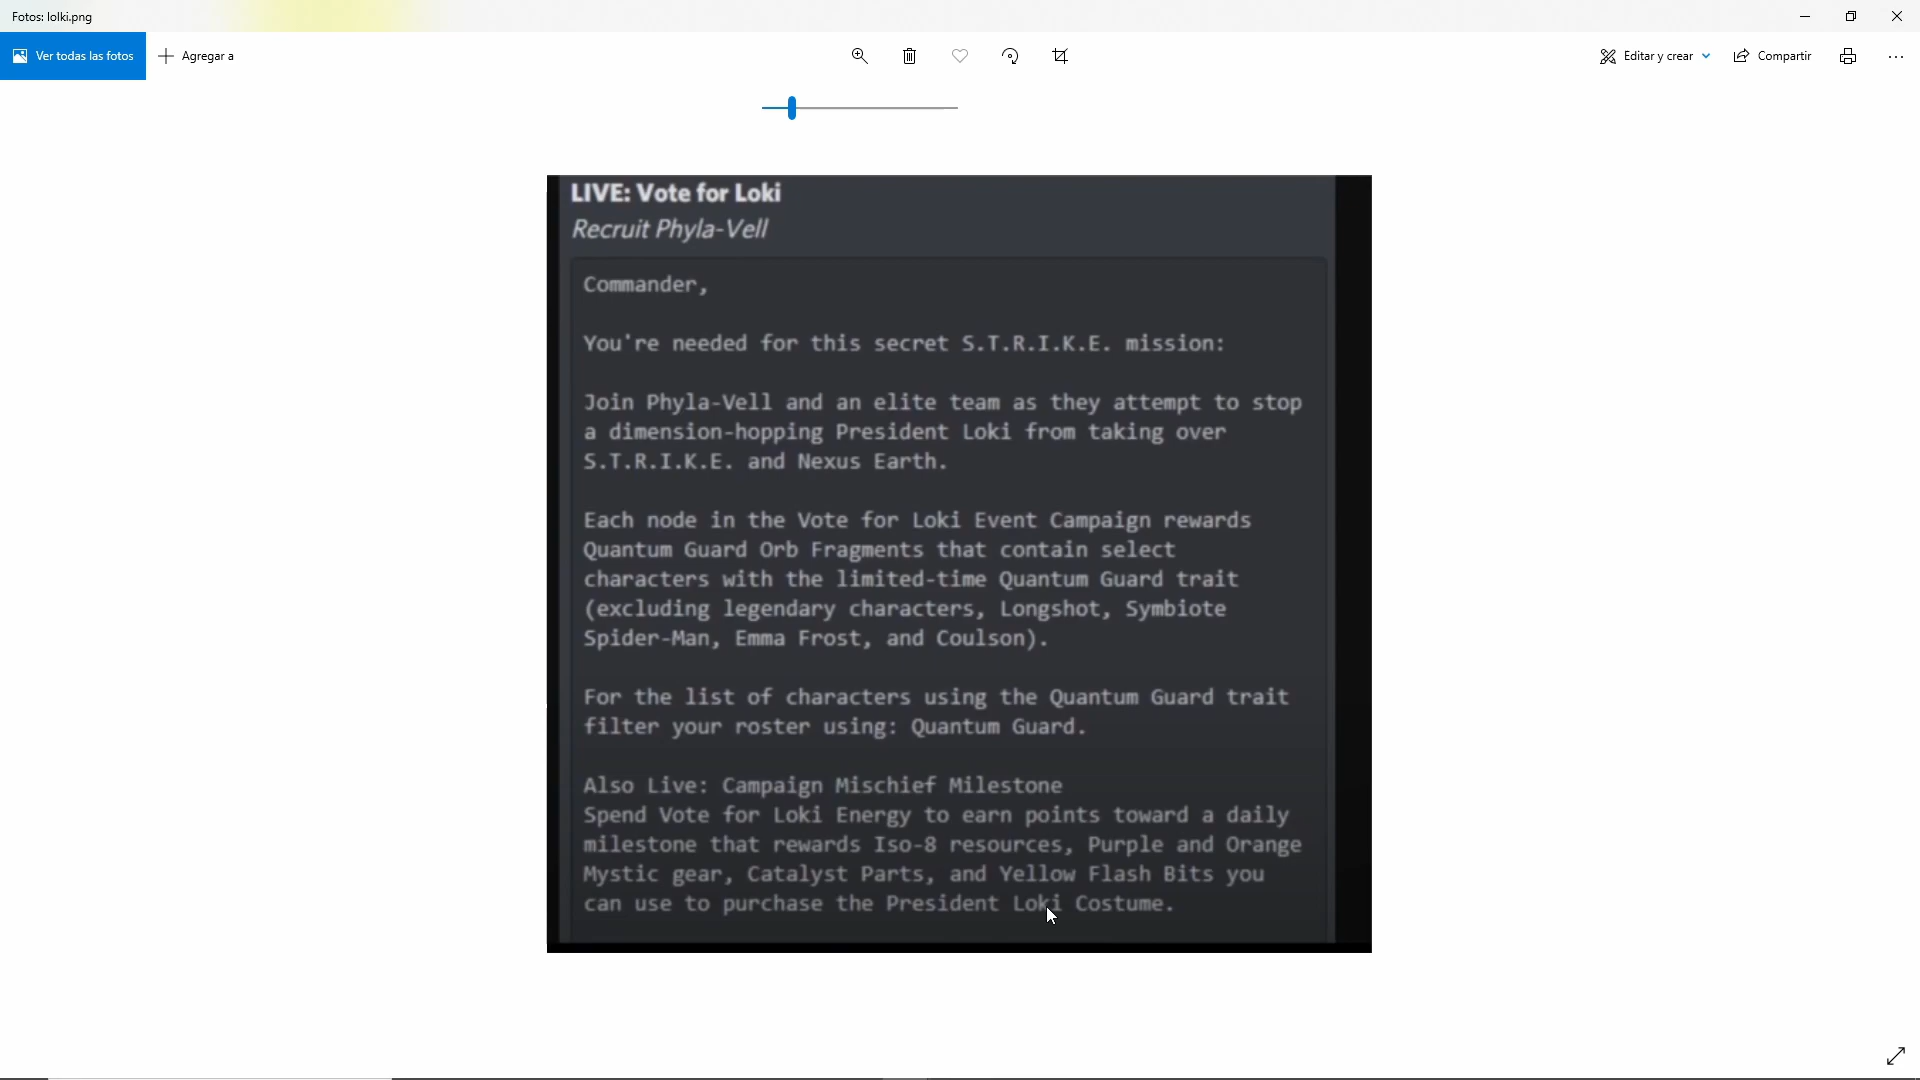 Fotos: lolki.png
Ver todas las fotos
Agregar a
Editar y crear
Compartir
LIVE: Vote for Loki
Recruit Phyla-Vell
Commander,
You're needed for this secret S.T.R.I.K.E. mission:
Join Phyla-Vell and an elite team as they attempt to stop
a dimension-hopping President Loki from taking over
S.T.R.I.K.E. and Nexus Earth.
Each node in the Vote for Loki Event Campaign rewards
Quantum Guard Orb Fragments that contain select
characters with the limited-time Quantum Guard trait
(excluding legendary characters, Longshot, Symbiote
Spider-Man, Emma Frost, and Coulson).
For the list of characters using the Quantum Guard trait
filter your roster using: Quantum Guard.
Also Live: Campaign Mischief Milestone
Spend Vote for Loki Energy to earn points toward a daily
milestone that rewards Iso-8 resources, Purple and Orange
Mystic gear, Catalyst Parts, and Yellow Flash Bits you
can use to purchase the President Loki Costume.